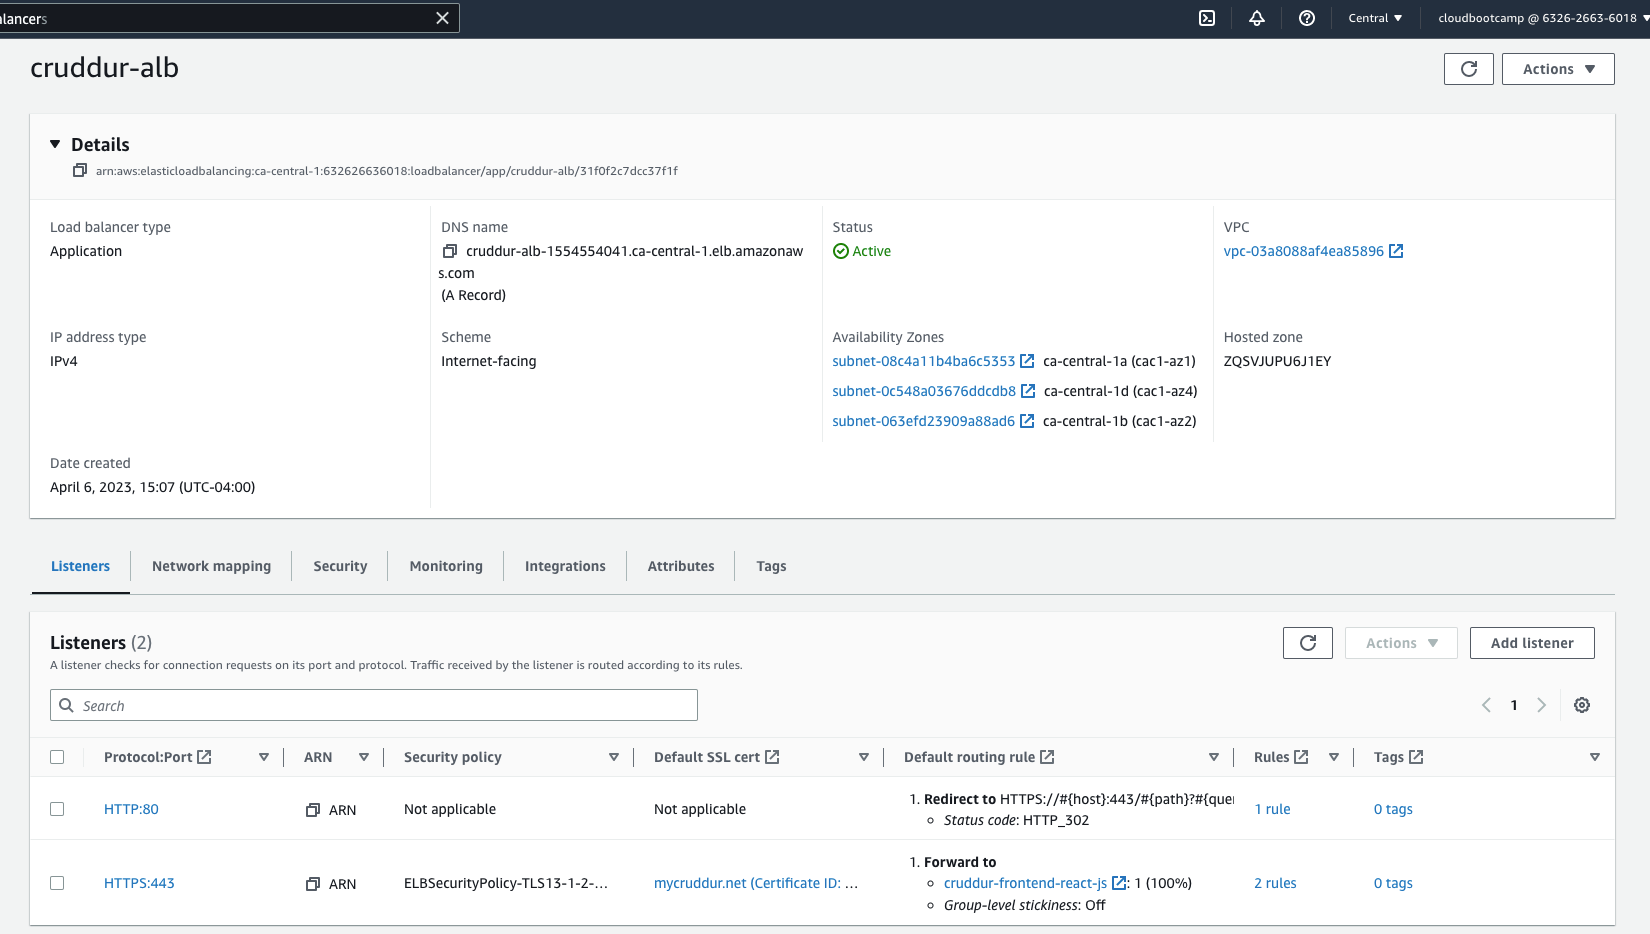 alancers
Central
cloudbootcamp @ 6326-2663-6018
cruddur-alb
Actions
Details
arn:aws:elasticloadbalancing:ca-central-1:632626636018:loadbalancer/app/cruddur-alb/31f0f2c7dcc37f1f
Load balancer type
Application
DNS name
cruddur-alb-1554554041.ca-central-1.elb.amazonaw
s.com
(A Record)
Status
Active
VPC
vpc-03a8088af4ea85896
IP address type
IPv4
Scheme
Internet-facing
Availability Zones
subnet-08c4a11b4ba6c5353 ca-central-1a (cac1-az1)
subnet-0c548a03676ddcdb8 ca-central-1d (cac1-az4)
subnet-063efd23909a88ad6 ca-central-1b (cac1-az2)
Hosted zone
ZQSVJUPU6J1EY
Date created
April 6, 2023, 15:07 (UTC-04:00)
Listeners Network mapping Security Monitoring Integrations Attributes Tags
Listeners (2)
A listener checks for connection requests on its port and protocol. Traffic received by the listener is routed according to its rules.
Actions
Add listener
Search
1
Protocol:Port ARN Security policy Default SSL cert Default routing rule Rules Tags
HTTP:80 ARN Not applicable Not applicable
1. Redirect to HTTPS://#{host}:443/#{path}?#{quer
Status code: HTTP_302
1 rule 0 tags
HTTPS:443 ARN ELBSecurityPolicy-TLS13-1-2-... mycruddur.net (Certificate ID: ...
1. Forward to
cruddur-frontend-react-js : 1 (100%)
Group-level stickiness: Off
2 rules 0 tags